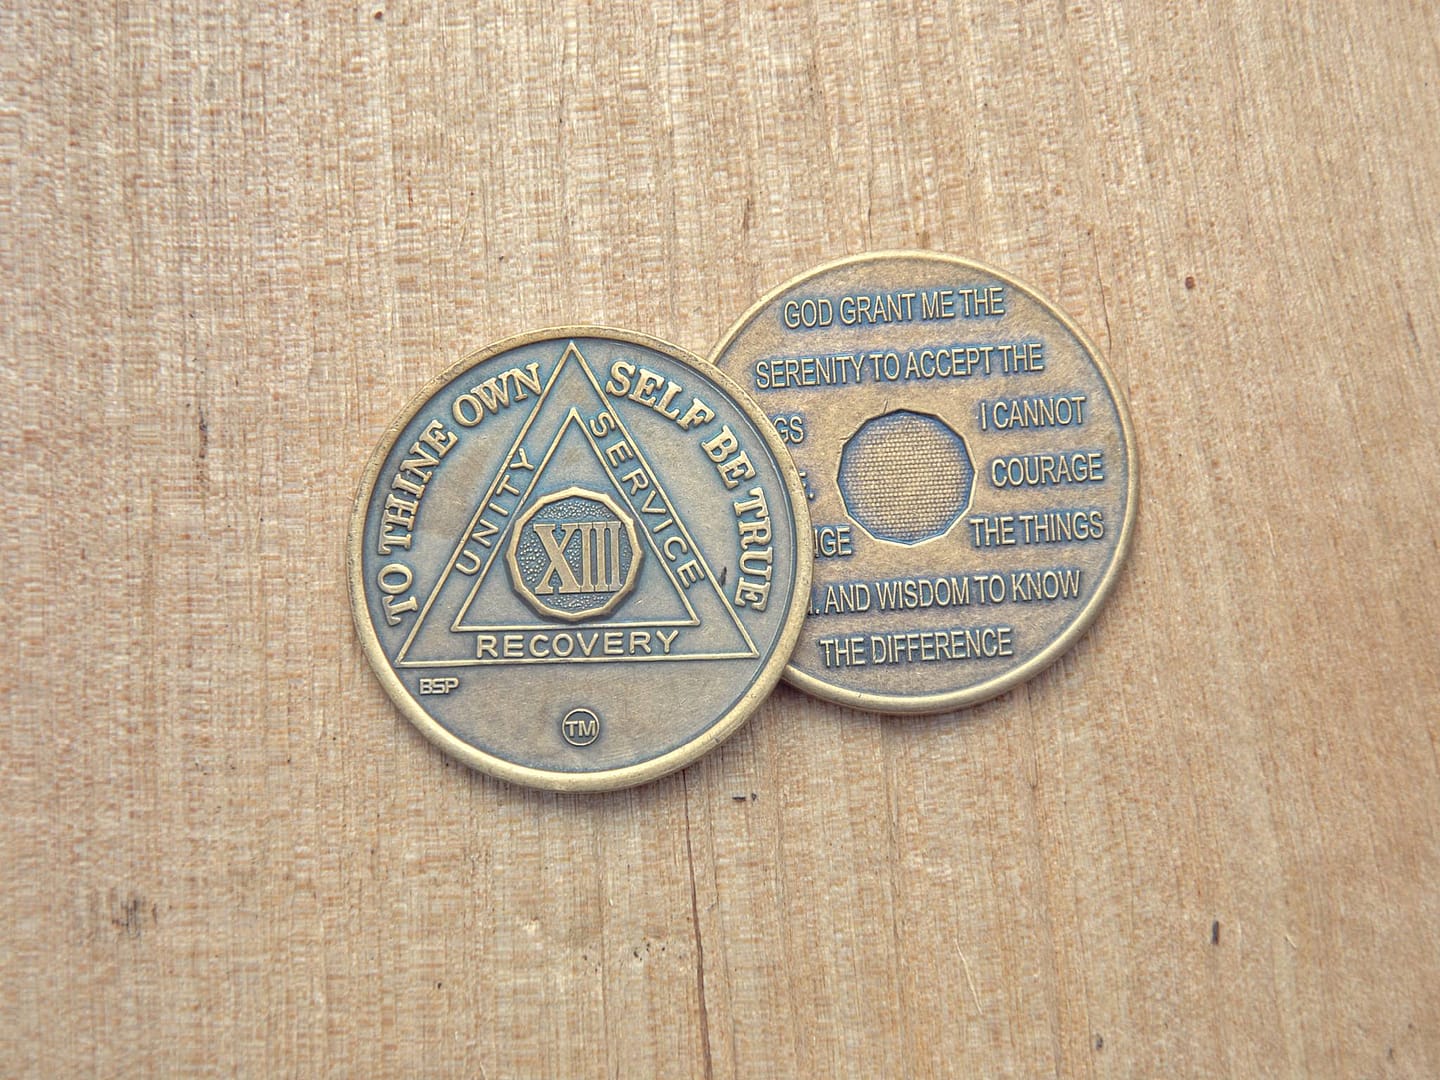 TO THINE OWN SELF BE TRUE
UNITY
SERVICE
XIII
RECOVERY
BSP
TM
GOD GRANT ME THE
SERENITY TO ACCEPT THE
I CANNOT
COURAGE
THE THINGS
AND WISDOM TO KNOW
THE DIFFERENCE